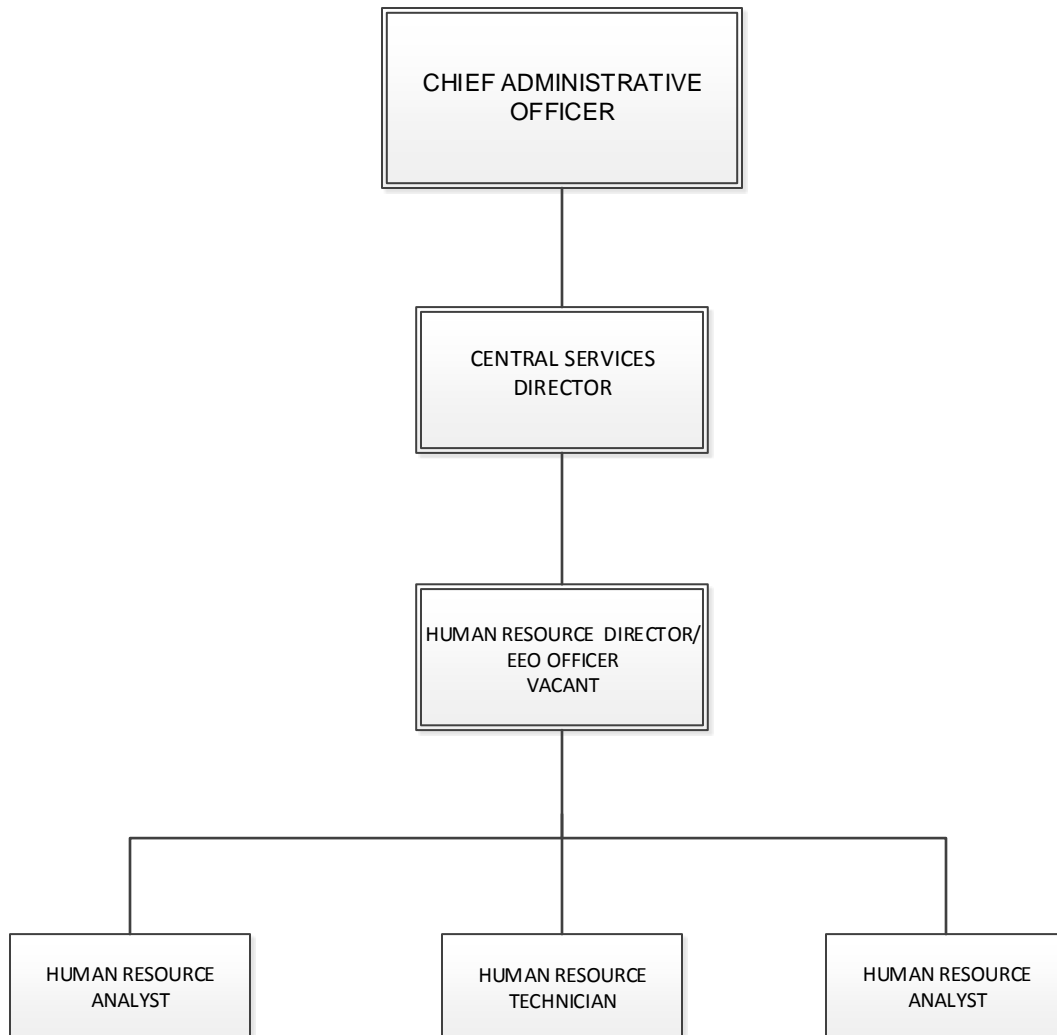 CHIEF ADMINISTRATIVE
OFFICER
CENTRAL SERVICES
DIRECTOR
HUMAN RESOURCE DIRECTOR/
EEO OFFICER
VACANT
HUMAN RESOURCE
ANALYST
HUMAN RESOURCE
TECHNICIAN
HUMAN RESOURCE
ANALYST